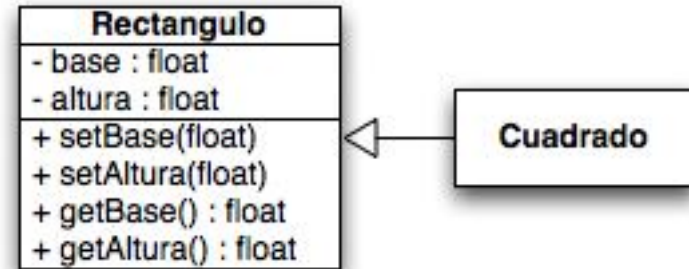 Rectangulo
- base : float
- altura : float
+ setBase(float)
+ setAltura(float)
+ getBase() : float
+ getAltura() : float
Cuadrado